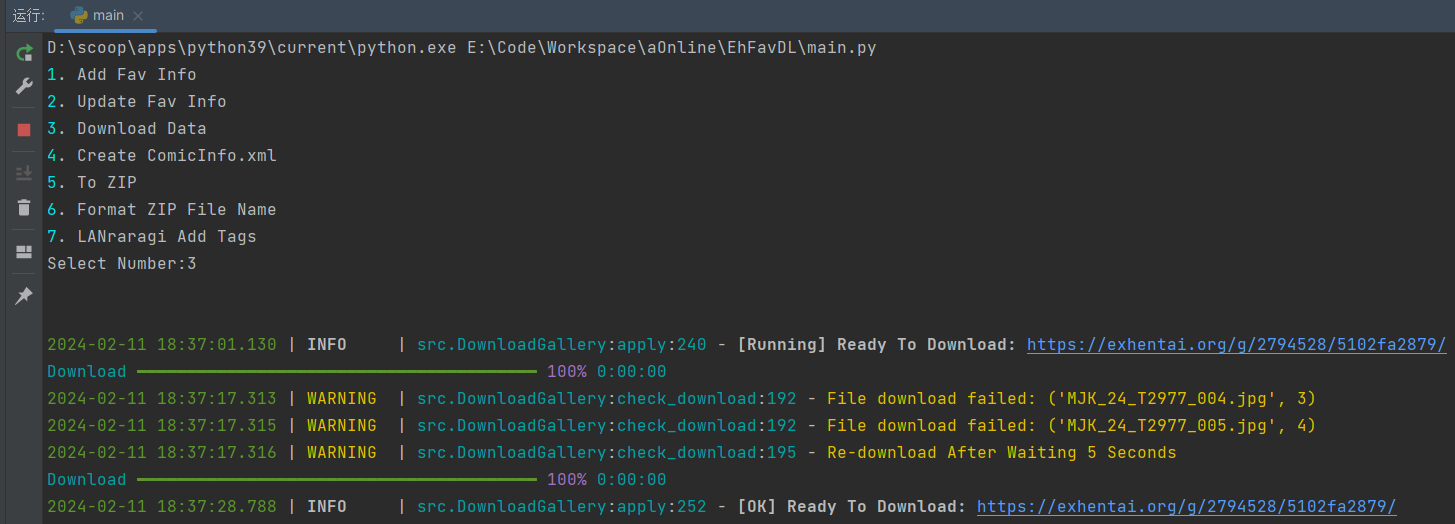 运行: main
D:\scoop\apps\python39\current\python.exe E:\Code\Workspace\aOnline\EhFavDL\main.py
1. Add Fav Info
2. Update Fav Info
3. Download Data
4. Create ComicInfo.xml
5. To ZIP
6. Format ZIP File Name
7. LANraragi Add Tags
Select Number:3
2024-02-11 18:37:01.130 | INFO     | src.DownloadGallery:apply:240 - [Running] Ready To Download: https://exhentai.org/g/2794528/5102fa2879/
Download 100% 0:00:00
2024-02-11 18:37:17.313 | WARNING  | src.DownloadGallery:check_download:192 - File download failed: ('MJK_24_T2977_004.jpg', 3)
2024-02-11 18:37:17.315 | WARNING  | src.DownloadGallery:check_download:192 - File download failed: ('MJK_24_T2977_005.jpg', 4)
2024-02-11 18:37:17.316 | WARNING  | src.DownloadGallery:check_download:195 - Re-download After Waiting 5 Seconds
Download 100% 0:00:00
2024-02-11 18:37:28.788 | INFO     | src.DownloadGallery:apply:252 - [OK] Ready To Download: https://exhentai.org/g/2794528/5102fa2879/